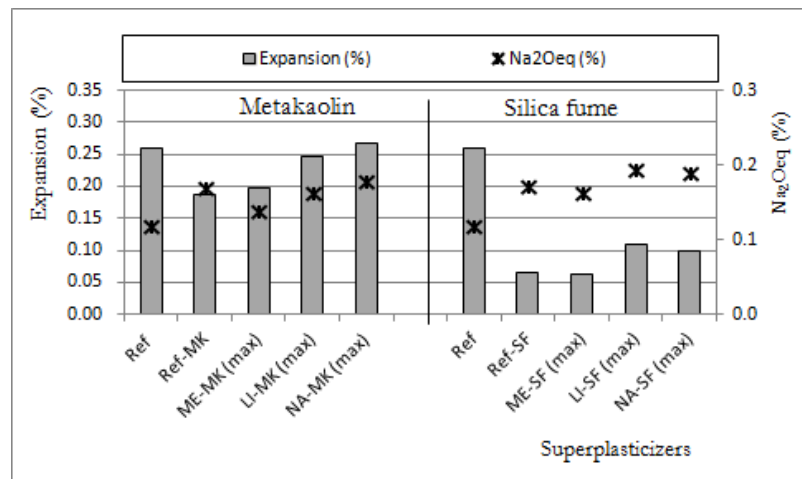 Expansion (%) Na2Oeq (%)
Metakaolin Silica fume
Expansion (%)
0.35
0.30
0.25
0.20
0.15
0.10
0.05
0.00
0.3
0.2
0.1
0.0
Na₂Oeq (%)
Ref
Ref-MK
ME-MK (max)
LI-MK (max)
NA-MK (max)
Ref
Ref-SF
ME-SF (max)
LI-SF (max)
NA-SF (max)
Superplasticizers